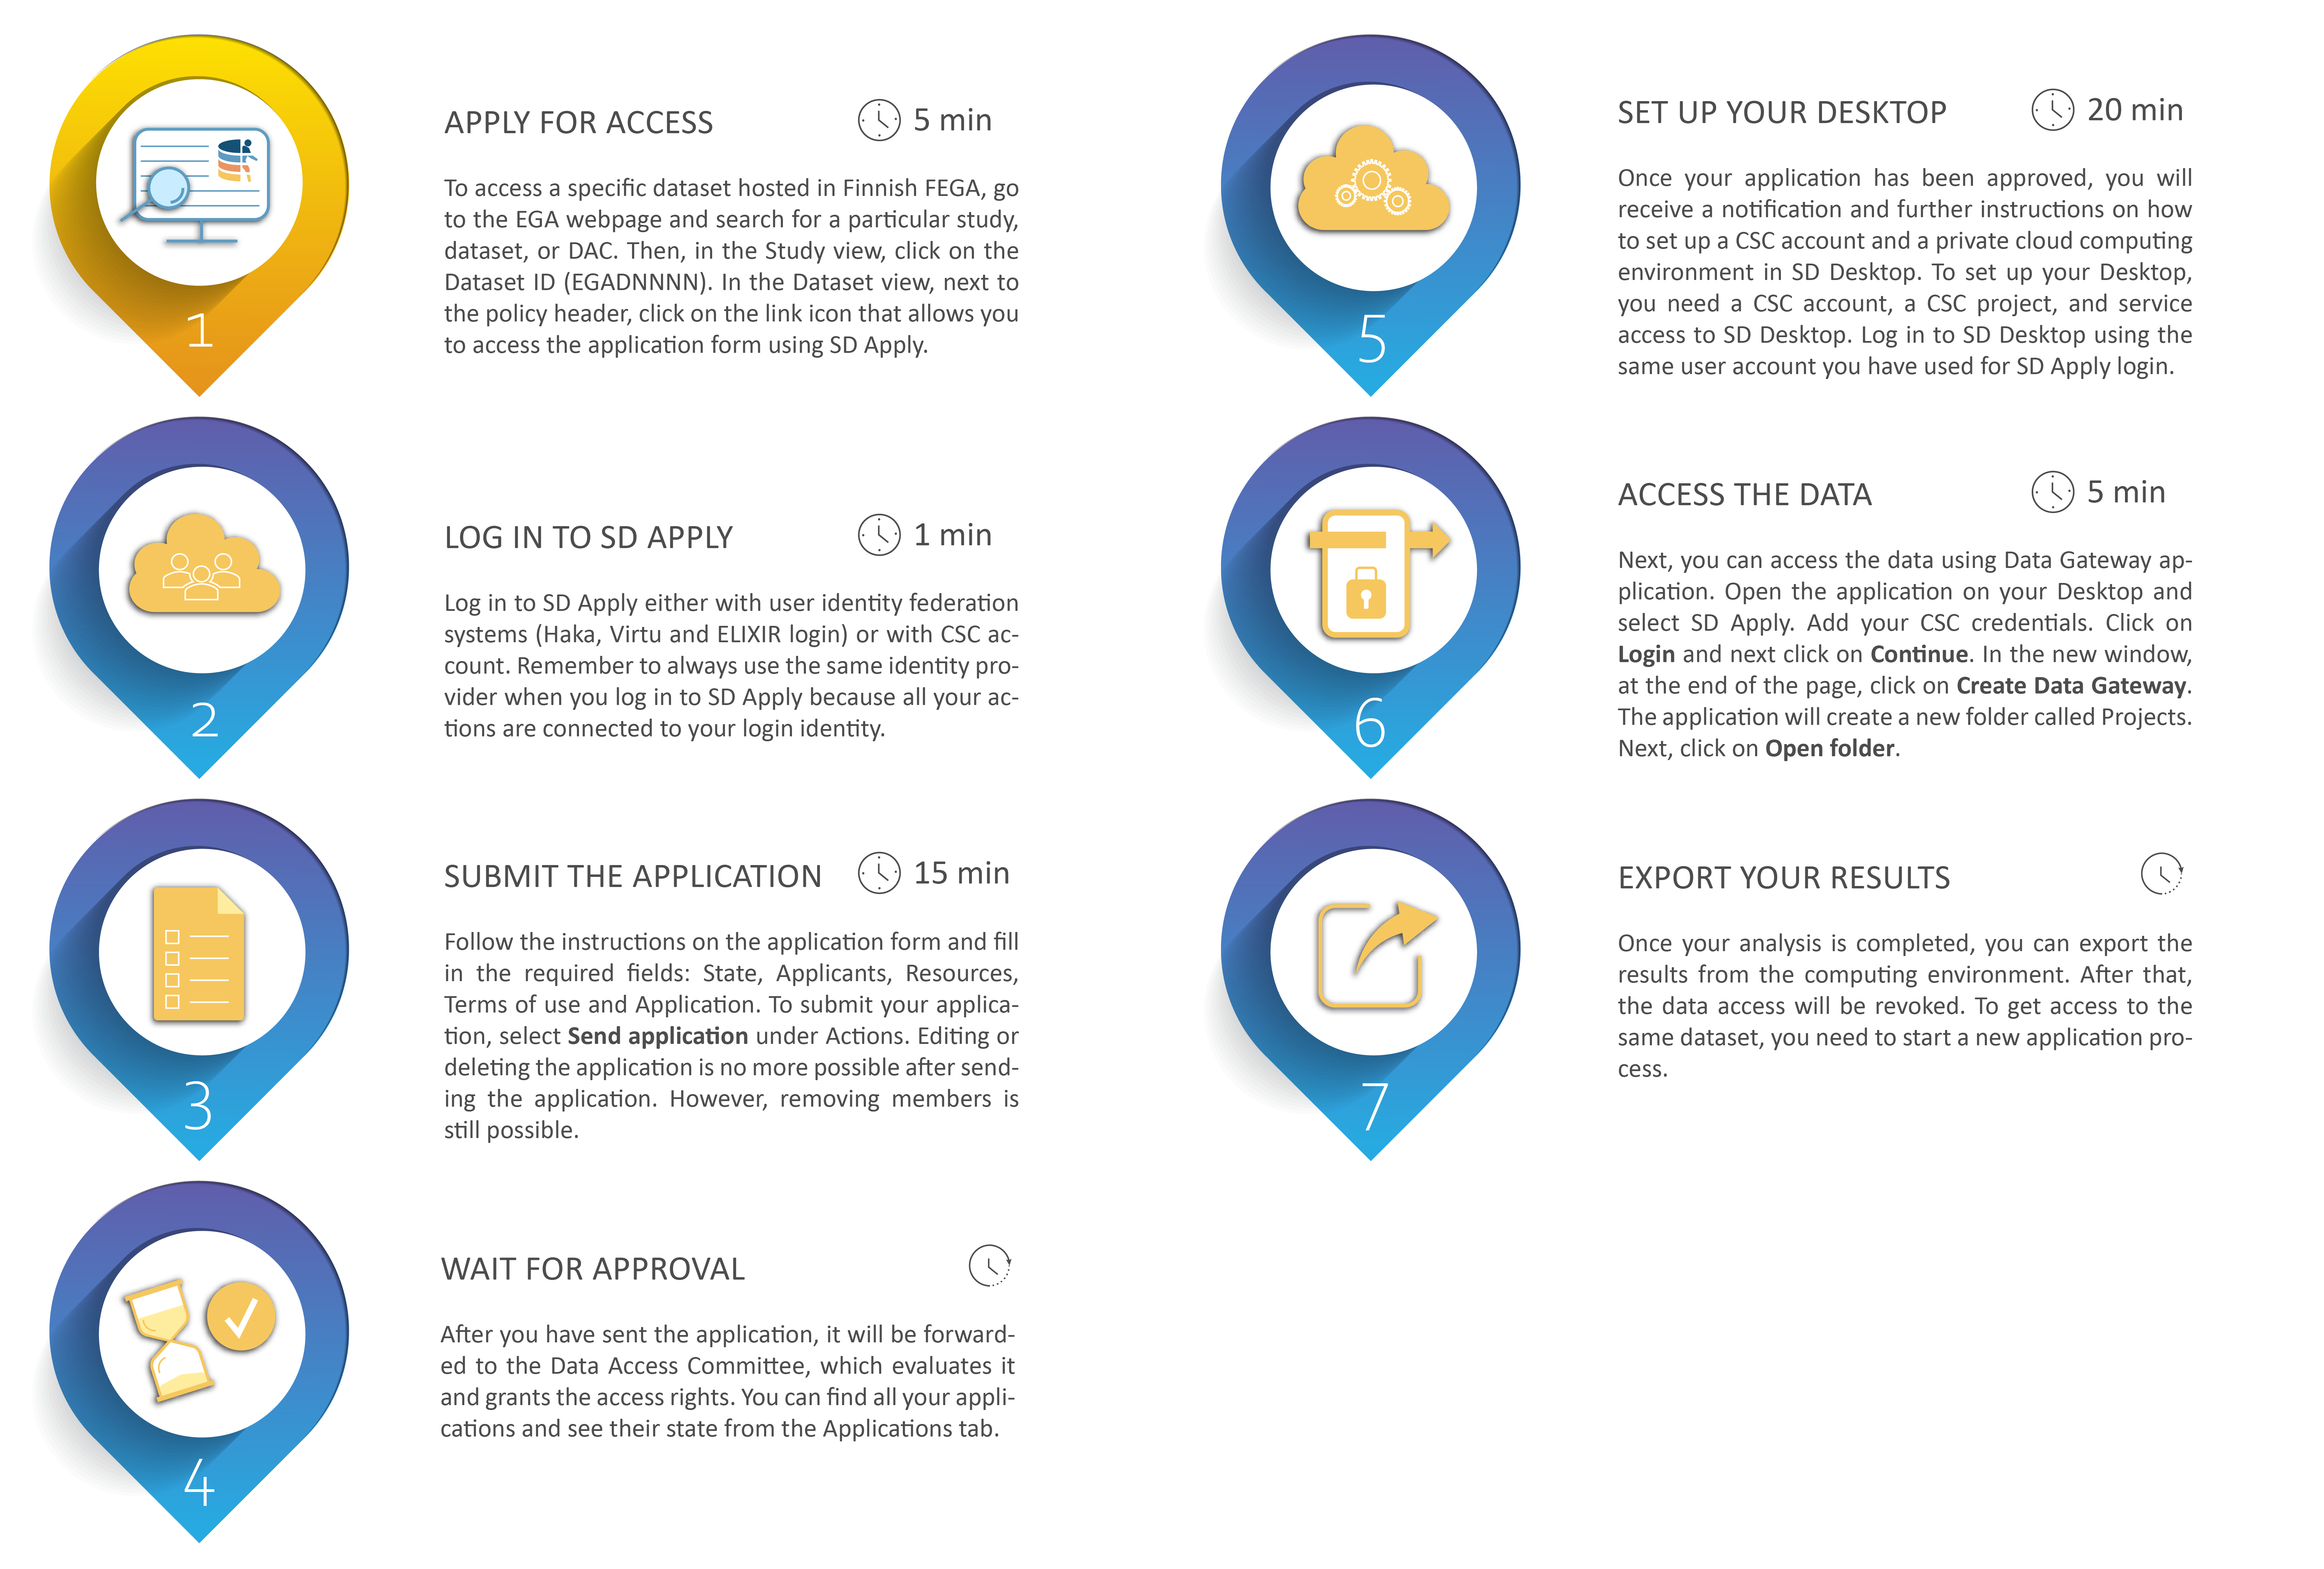 1
APPLY FOR ACCESS 5 min
To access a specific dataset hosted in Finnish FEGA, go
to the EGA webpage and search for a particular study,
dataset, or DAC. Then, in the Study view, click on the
Dataset ID (EGADNNNN). In the Dataset view, next to
the policy header, click on the link icon that allows you
to access the application form using SD Apply.
2
LOG IN TO SD APPLY 1 min
Log in to SD Apply either with user identity federation
systems (Haka, Virtu and ELIXIR login) or with CSC ac-
count. Remember to always use the same identity pro-
vider when you log in to SD Apply because all your ac-
tions are connected to your login identity.
3
SUBMIT THE APPLICATION 15 min
Follow the instructions on the application form and fill
in the required fields: State, Applicants, Resources,
Terms of use and Application. To submit your applica-
tion, select Send application under Actions. Editing or
deleting the application is no more possible after send-
ing the application. However, removing members is
still possible.
4
WAIT FOR APPROVAL
After you have sent the application, it will be forward-
ed to the Data Access Committee, which evaluates it
and grants the access rights. You can find all your appli-
cations and see their state from the Applications tab.
5
SET UP YOUR DESKTOP 20 min
Once your application has been approved, you will
receive a notification and further instructions on how
to set up a CSC account and a private cloud computing
environment in SD Desktop. To set up your Desktop,
you need a CSC account, a CSC project, and service
access to SD Desktop. Log in to SD Desktop using the
same user account you have used for SD Apply login.
6
ACCESS THE DATA 5 min
Next, you can access the data using Data Gateway ap-
plication. Open the application on your Desktop and
select SD Apply. Add your CSC credentials. Click on
Login and next click on Continue. In the new window,
at the end of the page, click on Create Data Gateway.
The application will create a new folder called Projects.
Next, click on Open folder.
7
EXPORT YOUR RESULTS
Once your analysis is completed, you can export the
results from the computing environment. After that,
the data access will be revoked. To get access to the
same dataset, you need to start a new application pro-
cess.